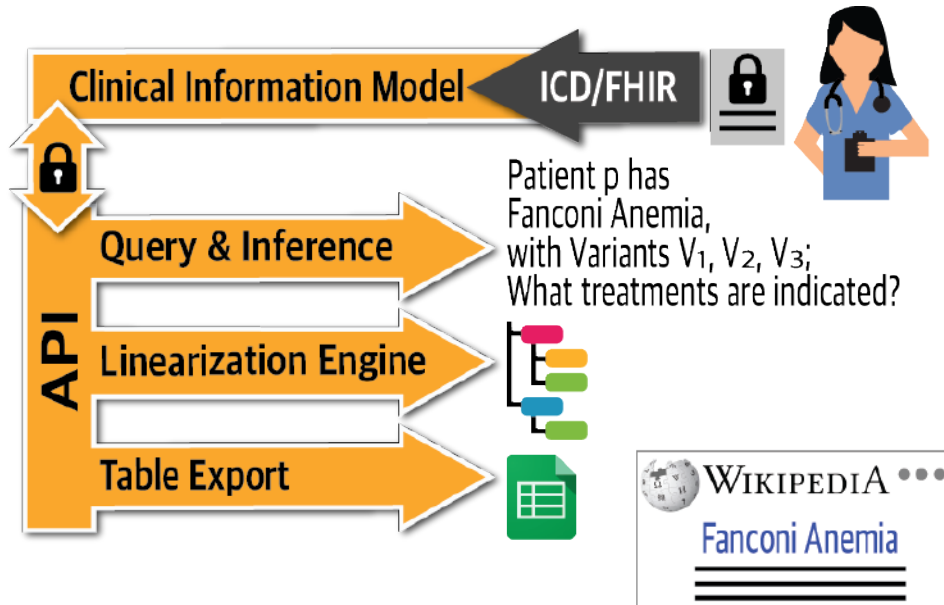 Clinical Information Model
ICD/FHIR
API
Query & Inference
Patient p has
Fanconi Anemia,
with Variants V₁, V₂, V₃;
What treatments are indicated?
Linearization Engine
Table Export
WIKIPEDIA
Fanconi Anemia